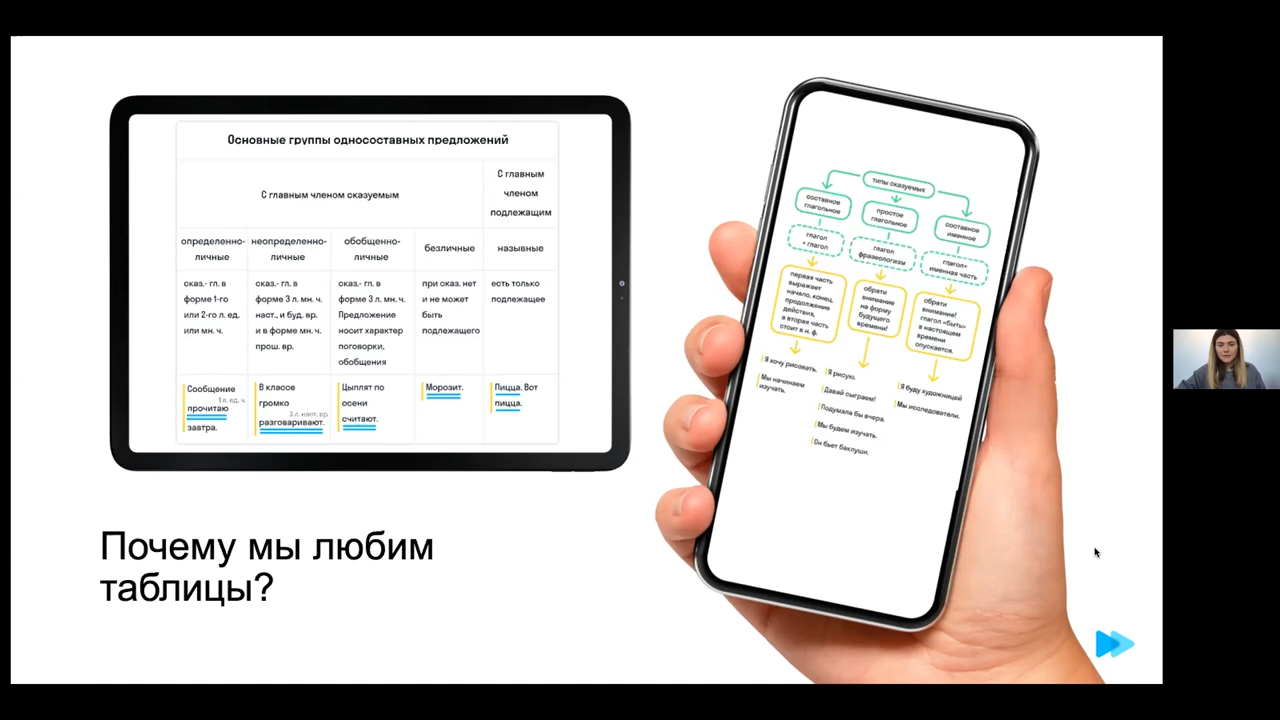 Основные группы односоставных предложений
С главным членом сказуемым
С главным
членом
подлежащим
определенно-
личные
неопределенно-
личные
обобщенно-
личные
безличные
назывные
сказ.- гл. в
форме 1-го
или 2-го л. ед.
или мн. ч.
сказ.- гл. в
форме 3 л. мн. ч.
наст., и буд. вр.
и в форме мн. ч.
прош. вр.
сказ.- гл. в
форме 3 л. мн. ч.
Предложение
носит характер
поговорки,
обобщения
при сказ. нет
и не может
быть
подлежащего
есть только
подлежащее
Сообщение
1 л. ед. ч.
прочитаю
завтра.
В классе
громко
3 л. наст. вр.
разговаривают.
Цыплят по
осени
считают.
Морозит.
Пицца. Вот
пицца.
типы сказуемых
составное
глагольное
простое
глагольное
составное
именное
глагол
+ глагол
глагол
фразеологизм
глагол+
именная часть
первая часть
выражает
начало, конец,
продолжение
действия,
а вторая часть
стоит в н. ф.
обрати
внимание
на форму
будущего
времени!
обрати
внимание!
глагол «быть»
в настоящем
времени
опускается.
Я хочу рисовать.
Мы начинаем
изучать.
Я рисую.
Давай сыграем!
Подумала бы вчера.
Мы будем изучать.
Он бьет баклуши.
Я буду художницей
Мы исследователи.
Почему мы любим
таблицы?